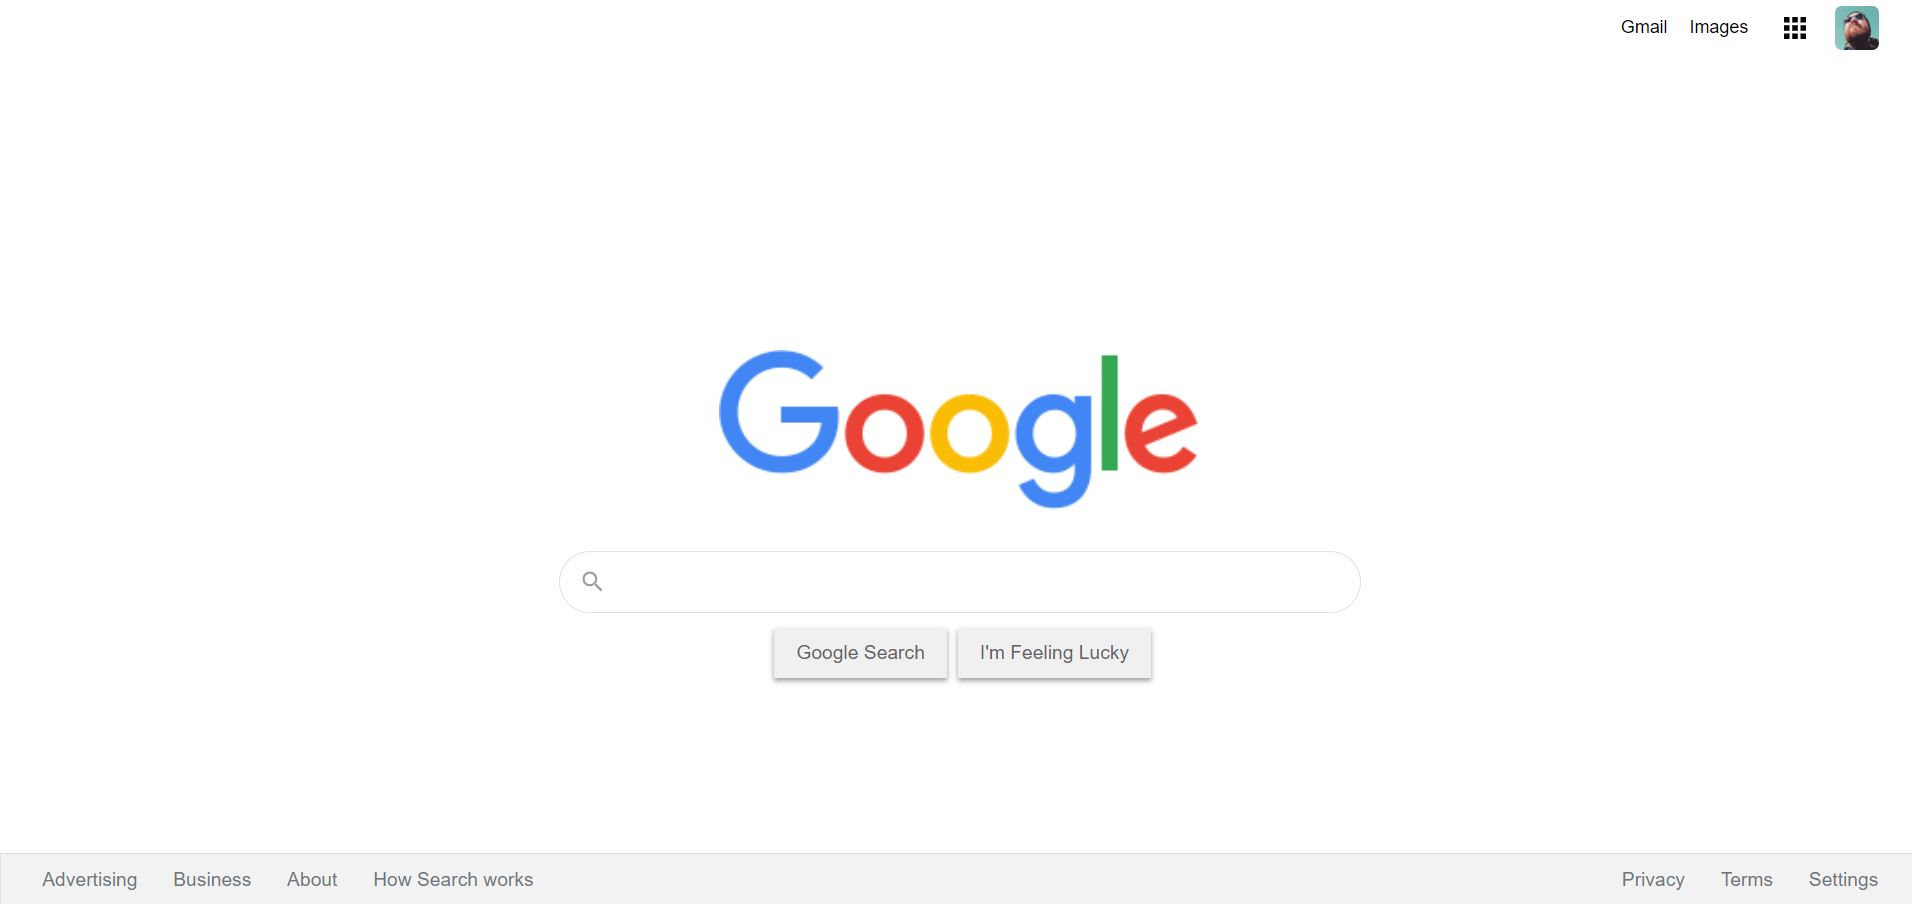 Gmail Images
Google
Google Search I'm Feeling Lucky
Advertising Business About How Search works Privacy Terms Settings